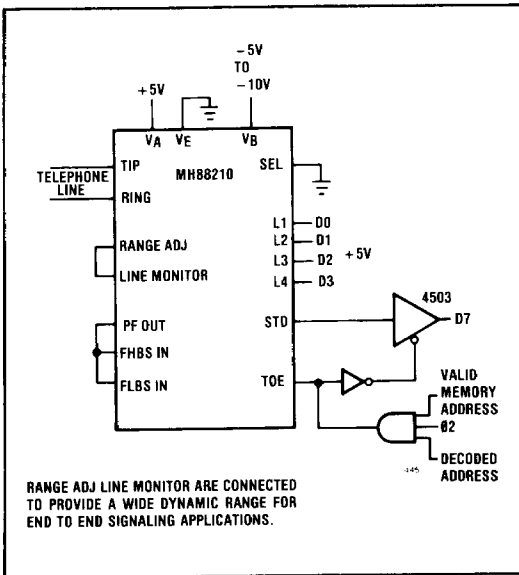 -5V
TO
-10V
+5V
VA
VE
VB
TIP
MH88210
SEL
TELEPHONE
LINE
RING
L1
D0
RANGE ADJ
L2
D1
L3
D2
+5V
LINE MONITOR
L4
D3
4503
PF OUT
STD
D7
FHBS IN
FLBS IN
TOE
VALID
MEMORY
ADDRESS
Ø2
DECODED
ADDRESS
RANGE ADJ LINE MONITOR ARE CONNECTED
TO PROVIDE A WIDE DYNAMIC RANGE FOR
END TO END SIGNALING APPLICATIONS.